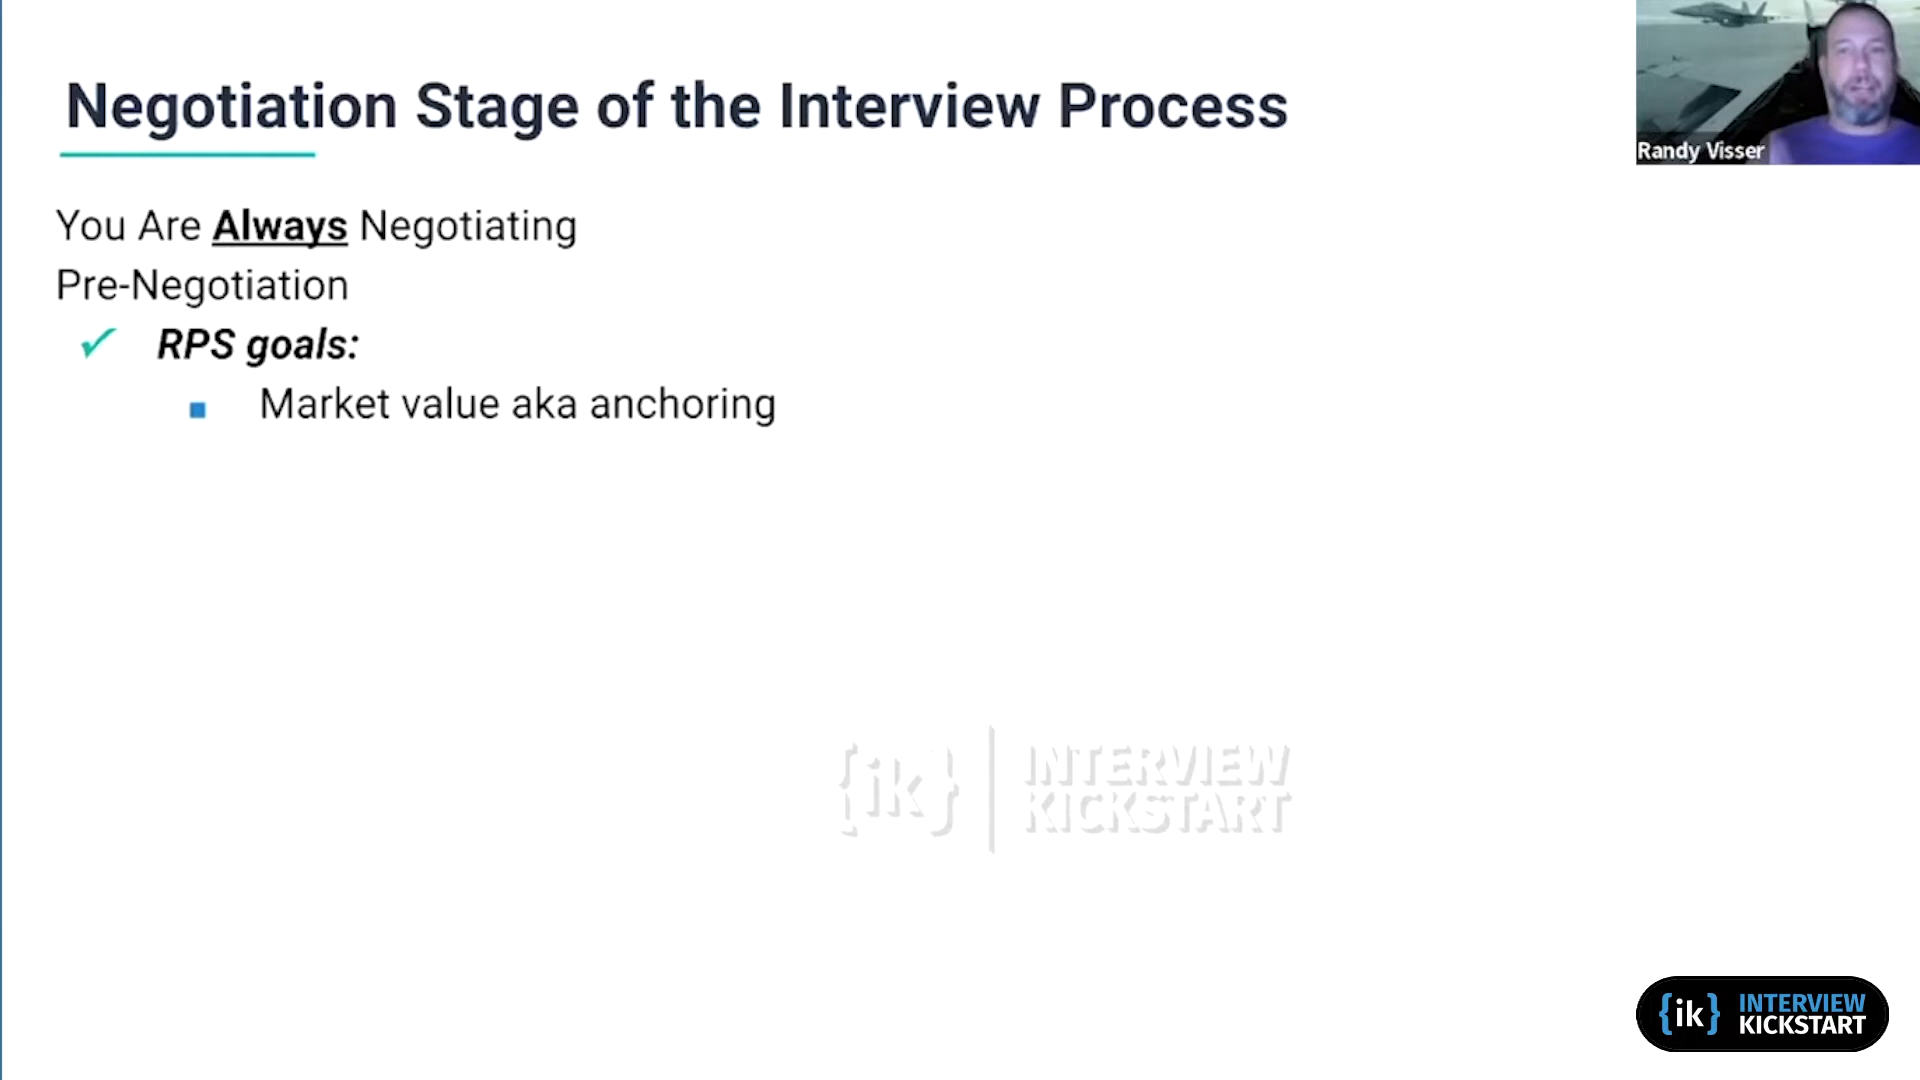 Negotiation Stage of the Interview Process
Randy Visser
You Are Always Negotiating
Pre-Negotiation
✓ RPS goals:
▪ Market value aka anchoring
{ik} INTERVIEW
KICKSTART
{ik} INTERVIEW
KICKSTART